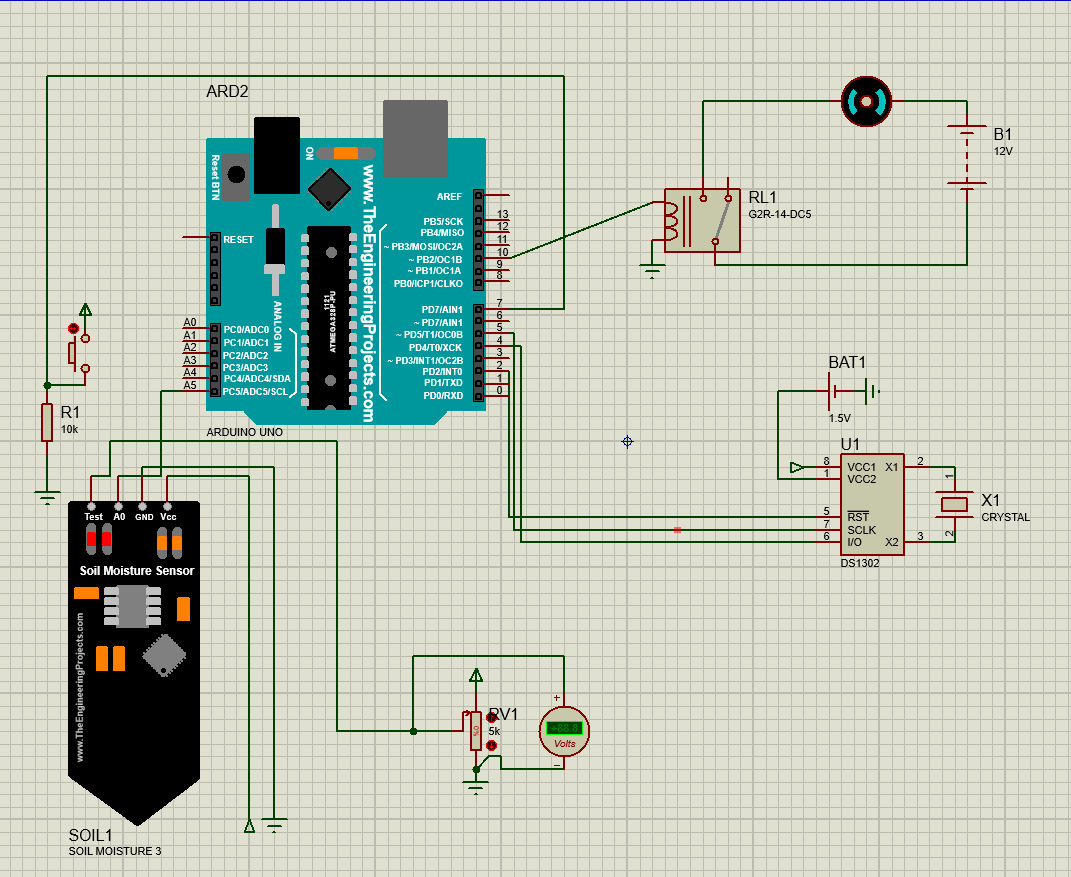 ARD2
Reset BTN
ON
www.TheEngineeringProjects.com
RESET
ANALOG IN
1121
ATMEGA328P-PU
AREF
PB5/SCK
PB4/MISO
~ PB3/MOSI/OC2A
~ PB2/OC1B
~ PB1/OC1A
PB0/ICP1/CLKO
13
12
11
10
9
8
PD7/AIN1
~ PD7/AIN1
~ PD5/T1/OC0B
PD4/T0/XCK
~ PD3/INT1/OC2B
PD2/INT0
PD1/TXD
PD0/RXD
7
6
5
4
3
2
1
0
A0
A1
A2
A3
A4
A5
PC0/ADC0
PC1/ADC1
PC2/ADC2
PC3/ADC3
PC4/ADC4/SDA
PC5/ADC5/SCL
ARDUINO UNO
B1
12V
RL1
G2R-14-DC5
R1
10k
BAT1
1.5V
U1
8
1
VCC1
VCC2
X1
2
5
7
6
RST
SCLK
I/O
X2
3
DS1302
1
2
X1
CRYSTAL
Test
A0
GND
Vcc
Soil Moisture Sensor
www.TheEngineeringProjects.com
SOIL1
SOIL MOISTURE 3
RV1
5k
+
Volts